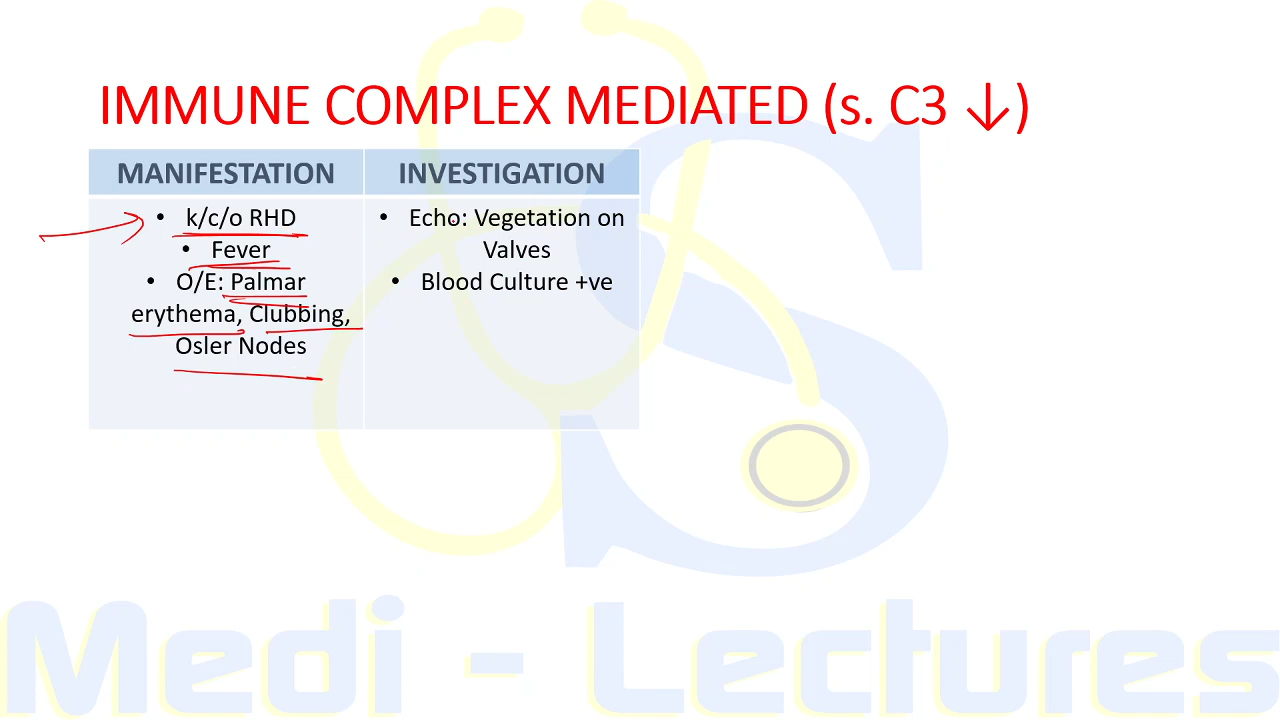 IMMUNE COMPLEX MEDIATED (s. C3 ↓)
MANIFESTATION
INVESTIGATION
• k/c/o RHD
• Fever
• O/E: Palmar
erythema, Clubbing,
Osler Nodes
• Echo: Vegetation on
Valves
• Blood Culture +ve
S
Medi - Lectures